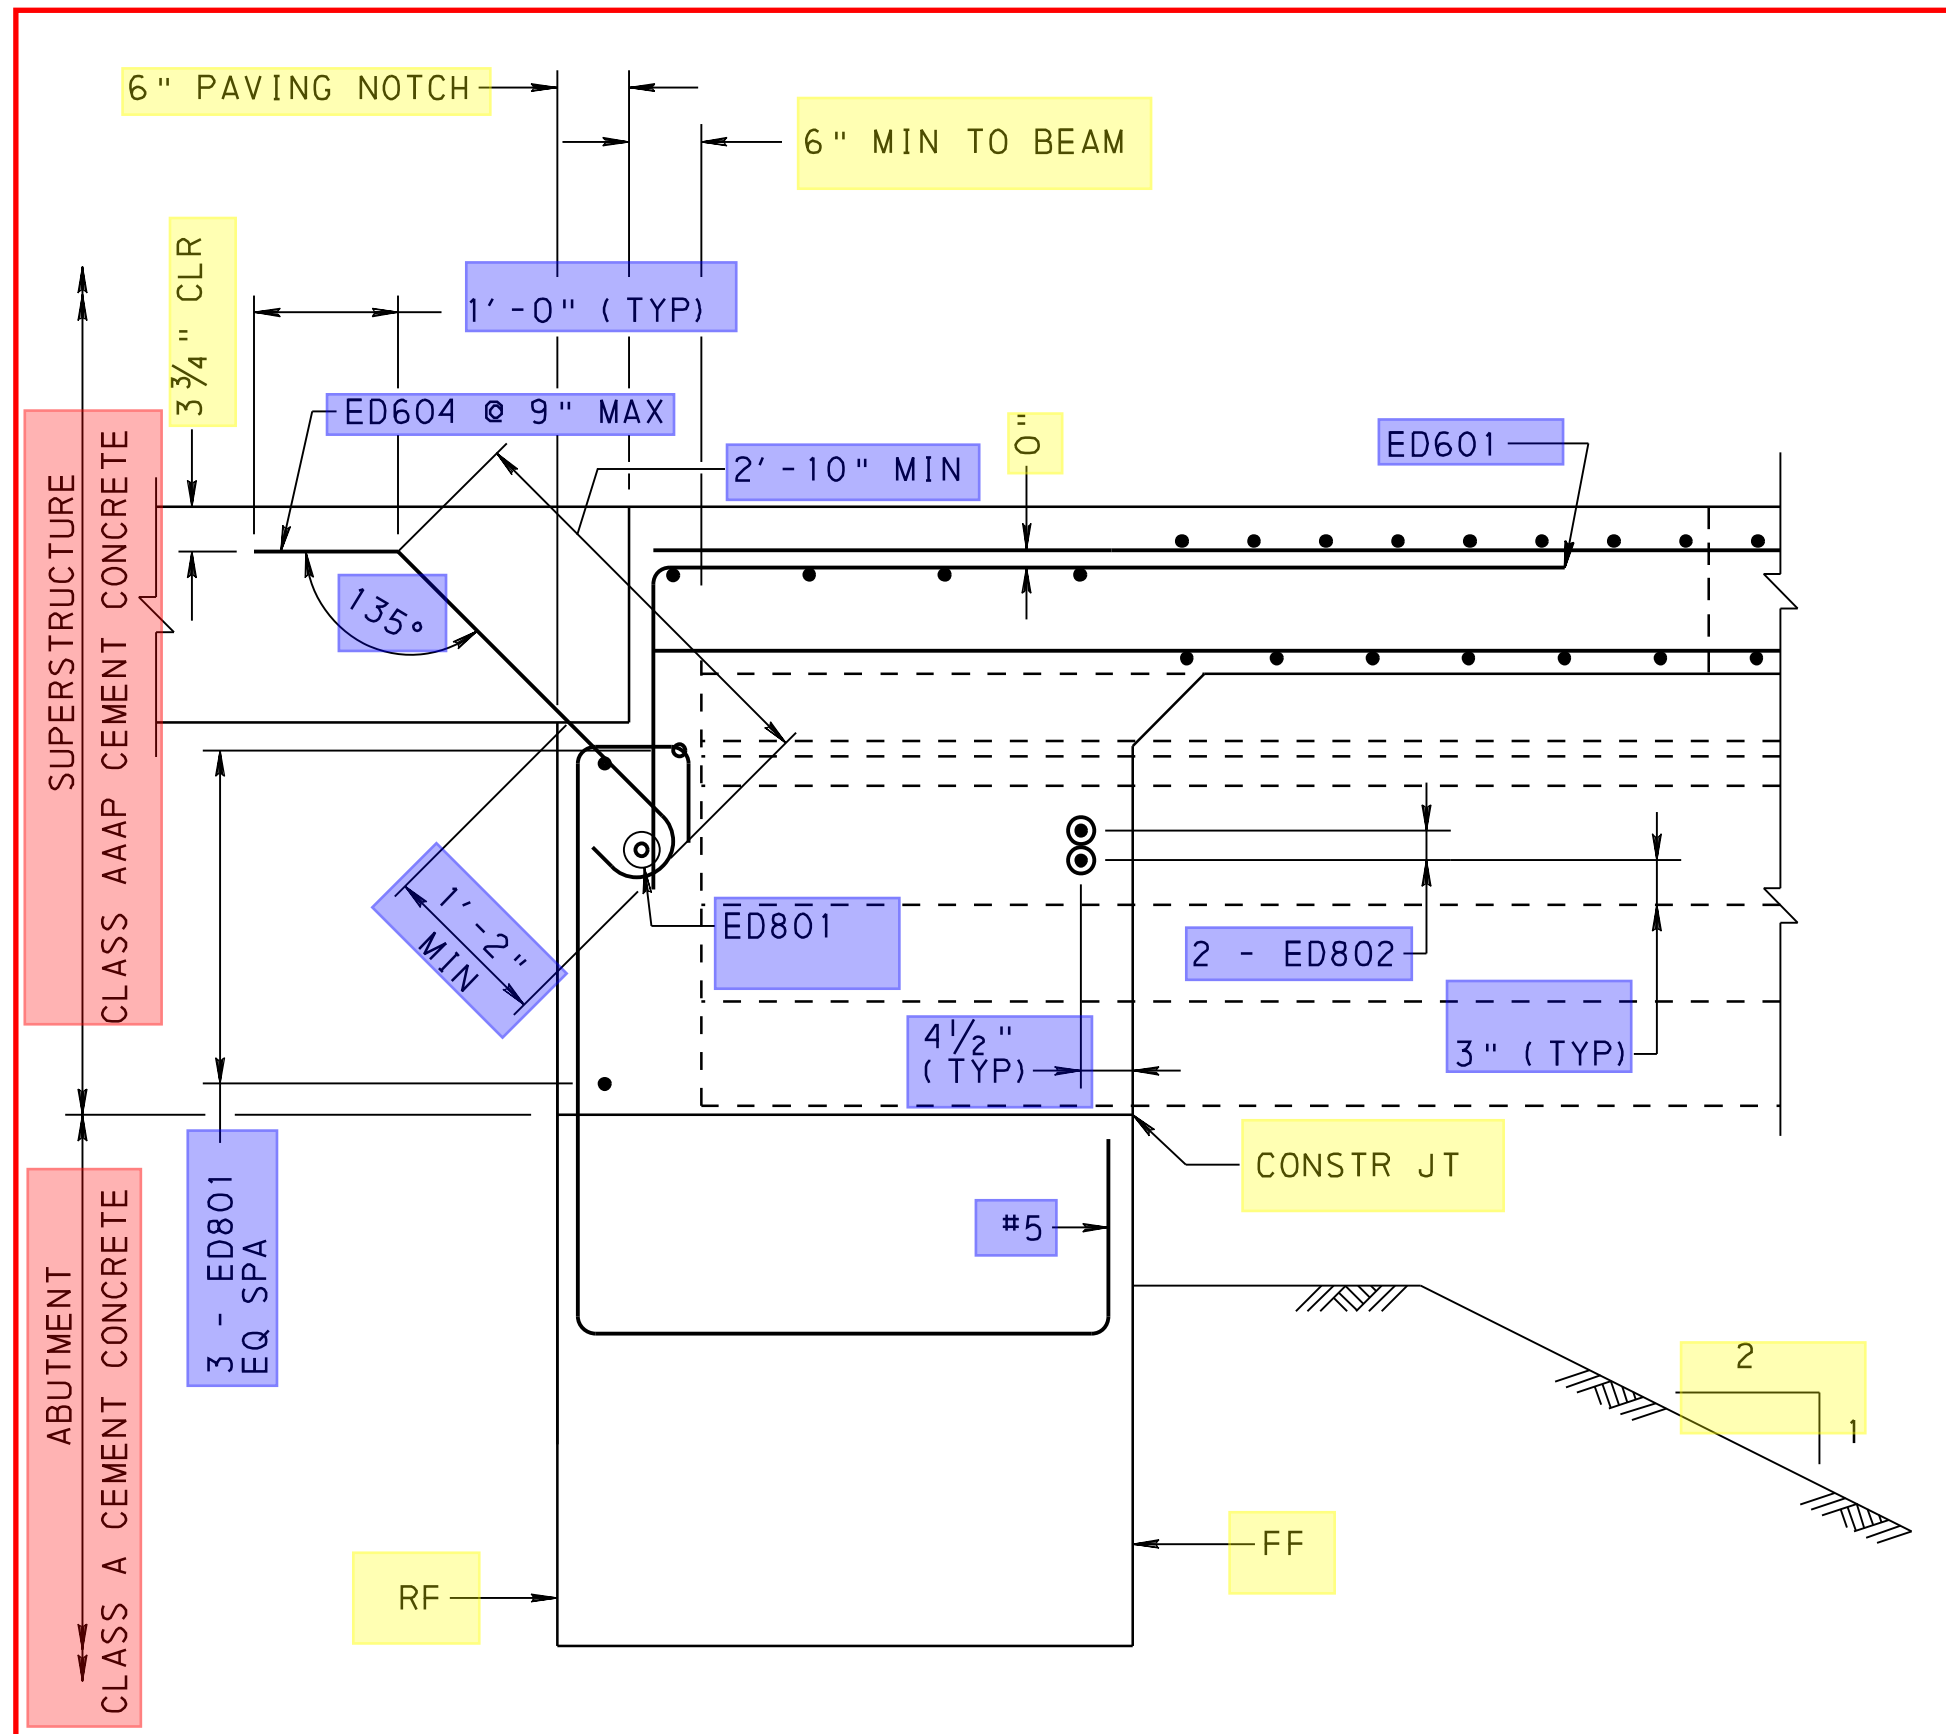 6" PAVING NOTCH
6" MIN TO BEAM
3¾" CLR
1'-0" (TYP)
ED604 @ 9" MAX
2'-10" MIN
0"
ED601
135°
SUPERSTRUCTURE
CLASS AAAP CEMENT CONCRETE
1'-2"
MIN
ED801
2 - ED802
4½"
(TYP)
3" (TYP)
CONSTR JT
3 - ED801
EQ SPA
#5
ABUTMENT
CLASS A CEMENT CONCRETE
2
1
FF
RF